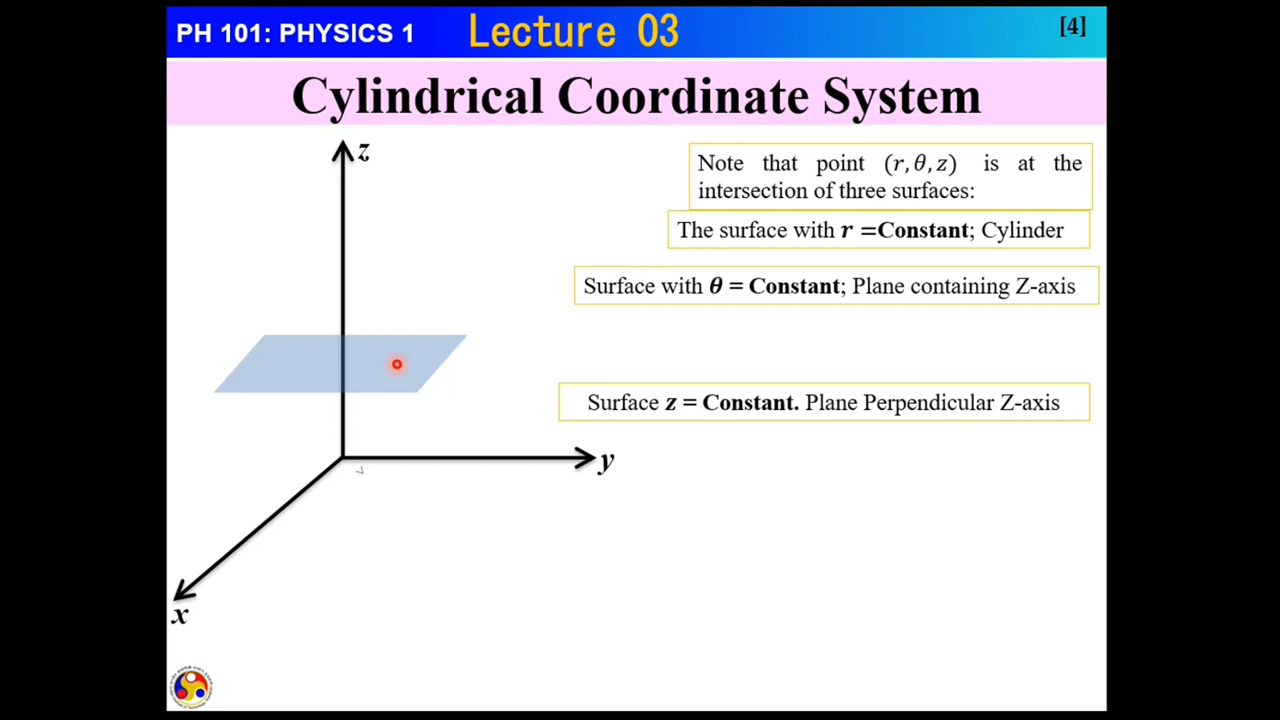 PH 101: PHYSICS 1 Lecture 03 [4]
Cylindrical Coordinate System
z
Note that point (r, θ, z) is at the
intersection of three surfaces:
The surface with r =Constant; Cylinder
Surface with θ = Constant; Plane containing Z-axis
Surface z = Constant. Plane Perpendicular Z-axis
y
x